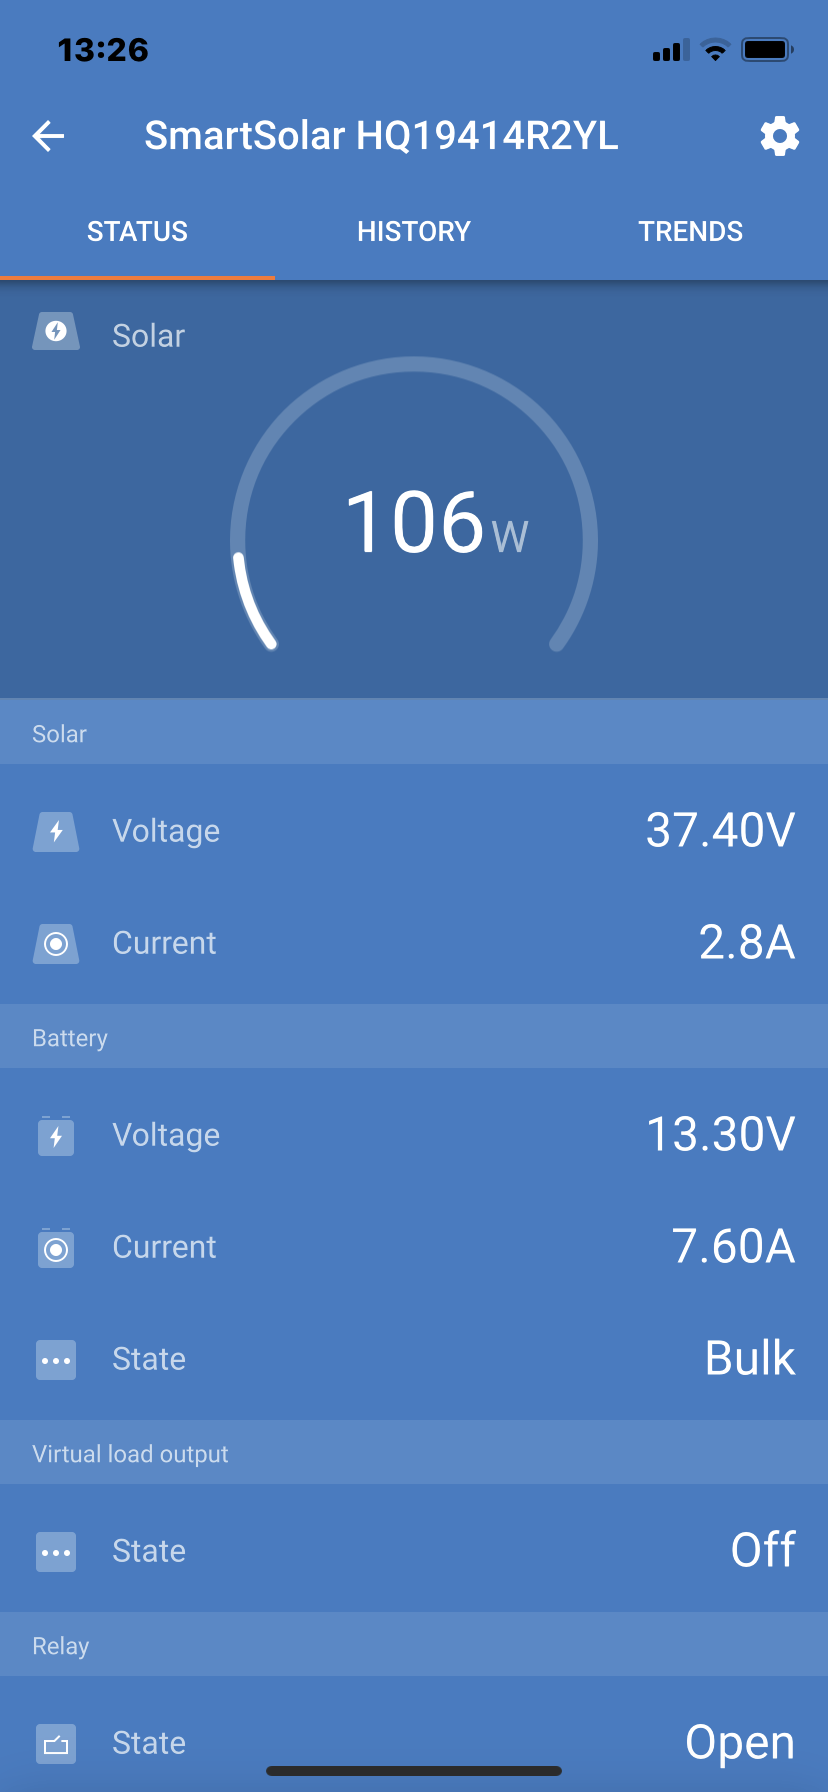 13:26
SmartSolar HQ19414R2YL
STATUS HISTORY TRENDS
Solar
106W
Solar
Voltage 37.40V
Current 2.8A
Battery
Voltage 13.30V
Current 7.60A
State Bulk
Virtual load output
State Off
Relay
State Open